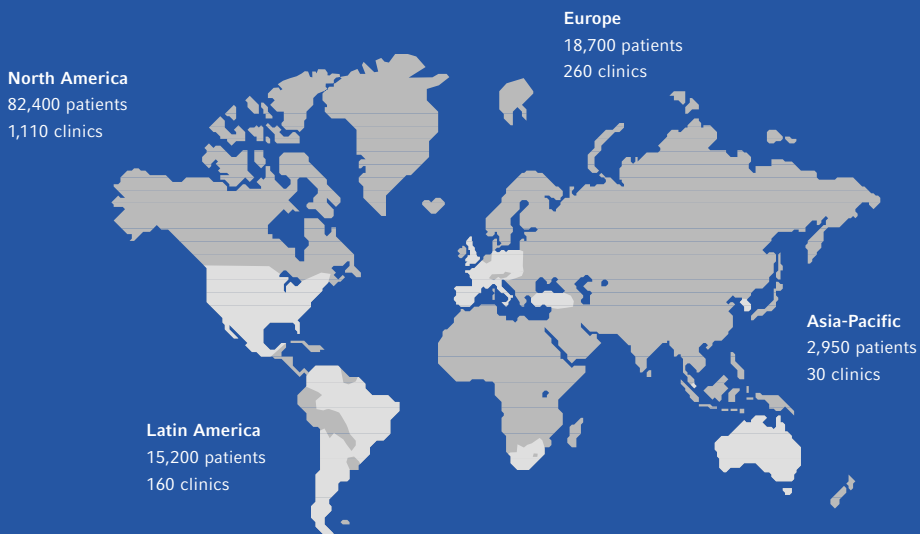 Europe
18,700 patients
260 clinics
North America
82,400 patients
1,110 clinics
Asia-Pacific
2,950 patients
30 clinics
Latin America
15,200 patients
160 clinics